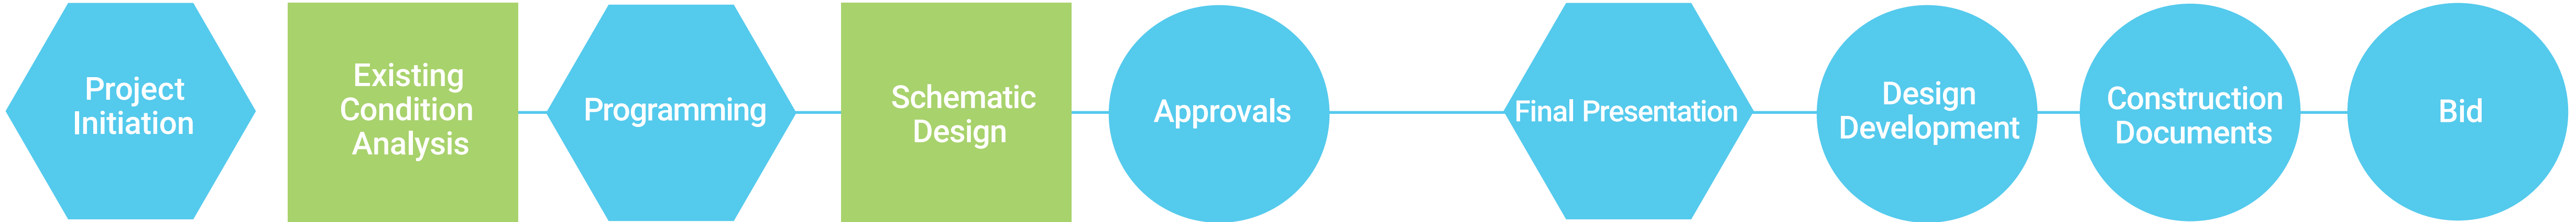 Project
Initiation
Existing
Condition
Analysis
Programming
Schematic
Design
Approvals
Final Presentation
Design
Development
Construction
Documents
Bid